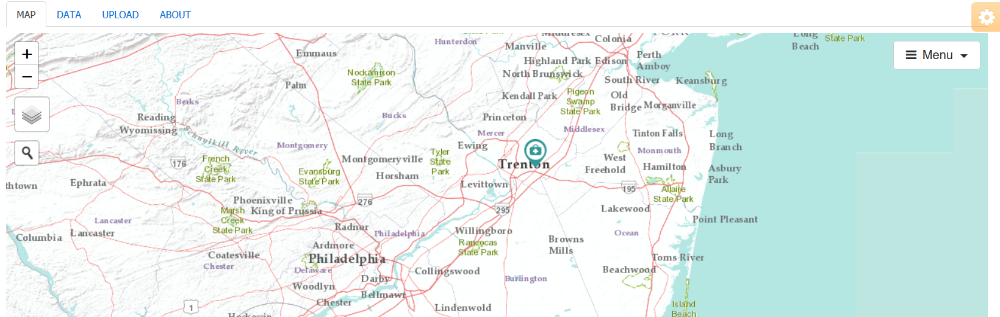 MAP DATA UPLOAD ABOUT
Hunterdon
Middlesex
Colonia
Long
Beach
State Park
+
−
Menu
Emmaus
Manville
Perth
Amboy
Highland Park
Edison
Nockamixon
State Park
North Brunswick
South River
Keansburg
Palm
Kendall Park
Pigeon
Swamp
State Park
Old
Bridge
Morganville
Berks
Reading
Bucks
Princeton
Wyomissing
Schuylkill River
Mercer
Middlesex
Tinton Falls
Long
Branch
Montgomery
Ewing
Monmouth
Tyler
State
Park
176
French
Creek
State Park
Montgomeryville
Trenton
West
Freehold
Hamilton
Asbury
Park
Evansburg
State Park
Horsham
Ephrata
Levittown
195
Allaire
State Park
Phoenixville
276
295
Lakewood
Marsh
Creek
State Park
King of Prussia
Point Pleasant
Lancaster
Columbia
Lancaster
Radnor
Philadelphia
Willingboro
Ocean
Rancocas
State Park
Browns
Mills
Ardmore
Coatesville
Philadelphia
Toms River
Chester
Delaware
Collingswood
Beachwood
Darby
Burlington
Woodlyn
Bellmawr
Chester
1
Lindenwold
Island
Beach
Hockessin